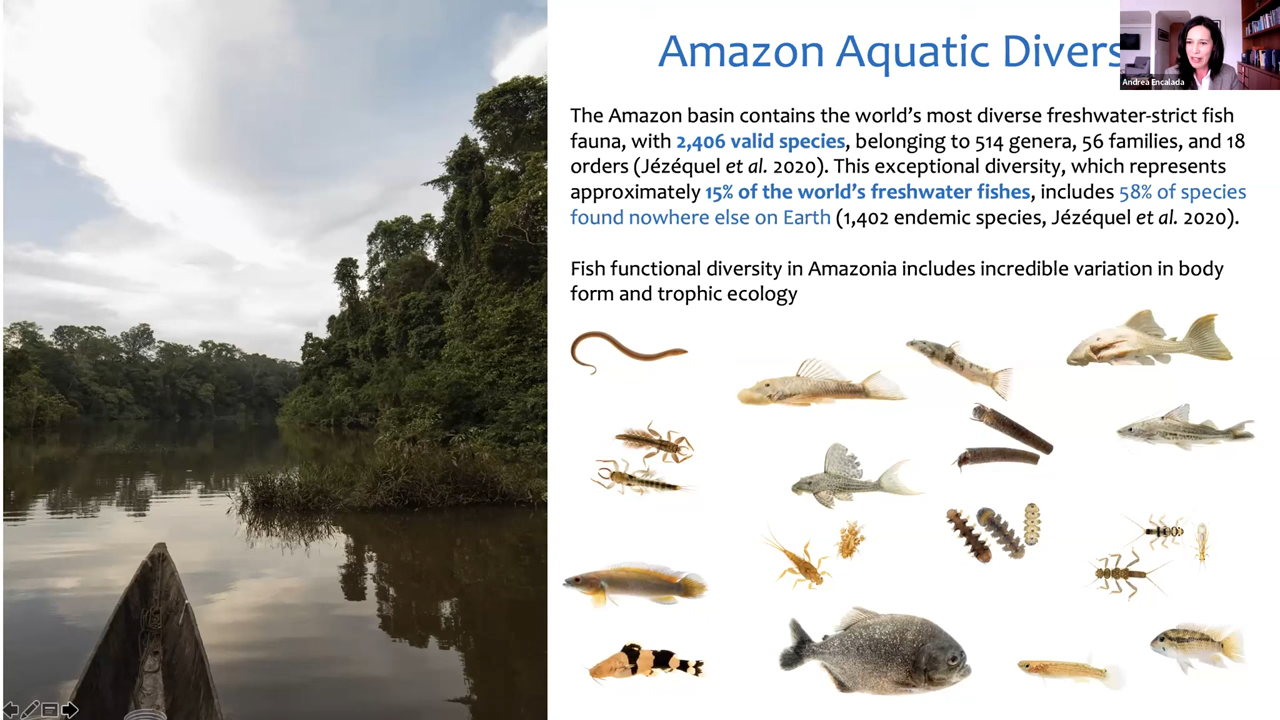 Amazon Aquatic Divers
Andrea Encalada
The Amazon basin contains the world's most diverse freshwater-strict fish
fauna, with 2,406 valid species, belonging to 514 genera, 56 families, and 18
orders (Jézéquel et al. 2020). This exceptional diversity, which represents
approximately 15% of the world's freshwater fishes, includes 58% of species
found nowhere else on Earth (1,402 endemic species, Jézéquel et al. 2020).
Fish functional diversity in Amazonia includes incredible variation in body
form and trophic ecology